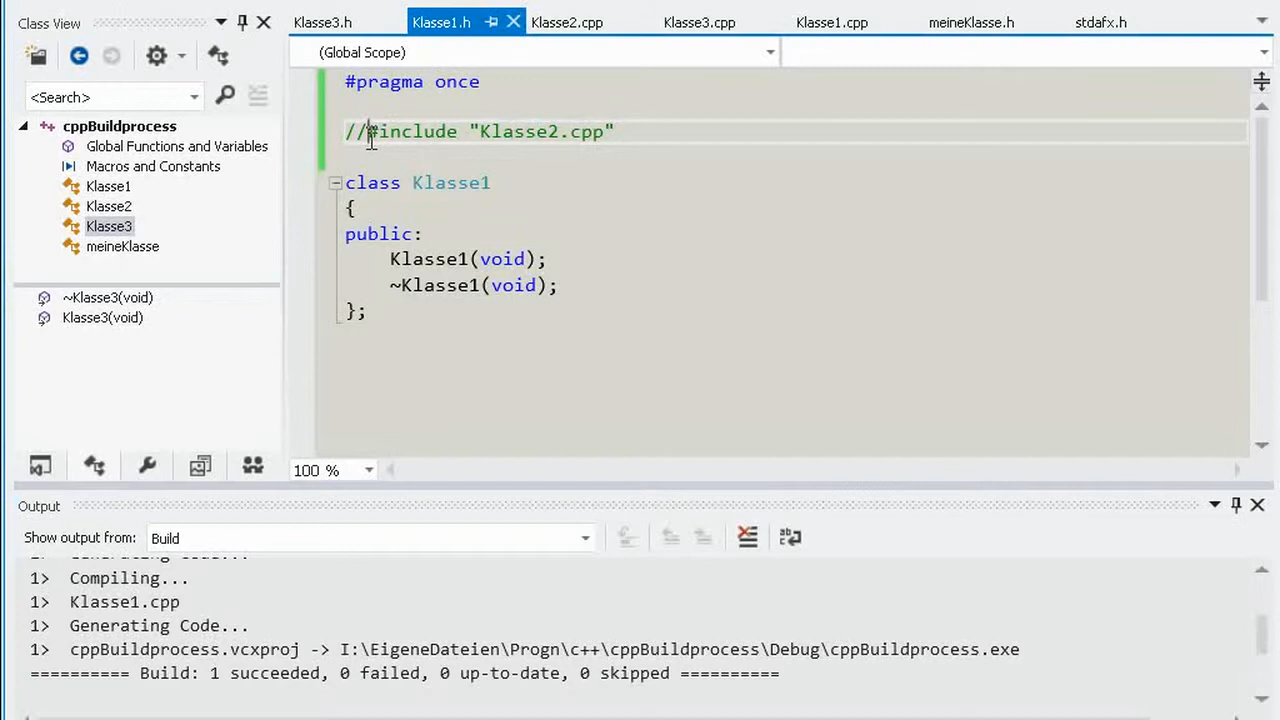 Class View
<Search>
cppBuildprocess
Global Functions and Variables
Macros and Constants
Klasse1
Klasse2
Klasse3
meineKlasse
~Klasse3(void)
Klasse3(void)
Klasse3.h
Klasse1.h
Klasse2.cpp
Klasse3.cpp
Klasse1.cpp
meineKlasse.h
stdafx.h
(Global Scope)
#pragma once
//#include "Klasse2.cpp"
class Klasse1
{
public:
Klasse1(void);
~Klasse1(void);
};
100 %
Output
Show output from: Build
1> Generating Code...
1> Compiling...
1> Klasse1.cpp
1> Generating Code...
1> cppBuildprocess.vcxproj -> I:\EigeneDateien\Progn\c++\cppBuildprocess\Debug\cppBuildprocess.exe
========== Build: 1 succeeded, 0 failed, 0 up-to-date, 0 skipped ==========